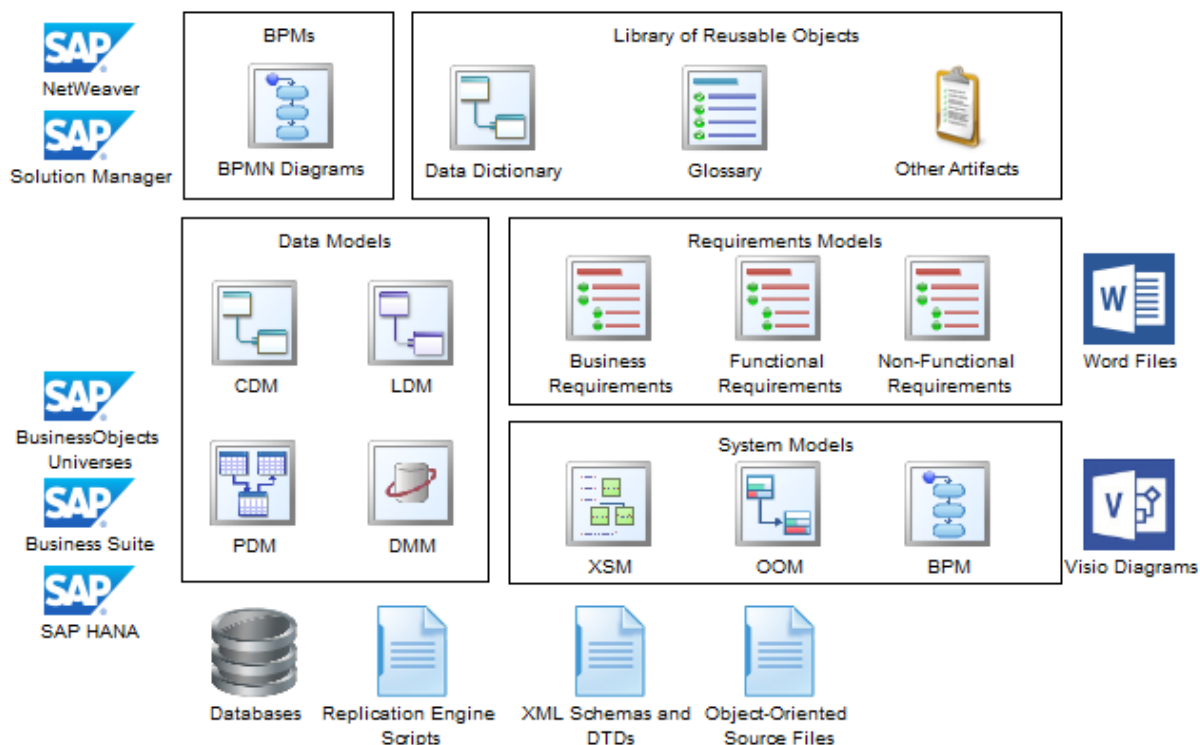 SAP
NetWeaver
SAP
Solution Manager
BPMs
BPMN Diagrams
Library of Reusable Objects
Data Dictionary
Glossary
Other Artifacts
Data Models
CDM
LDM
PDM
DMM
Requirements Models
Business
Requirements
Functional
Requirements
Non-Functional
Requirements
W
Word Files
SAP
BusinessObjects
Universes
SAP
Business Suite
SAP
SAP HANA
System Models
XSM
OOM
BPM
V
Visio Diagrams
Databases
Replication Engine
Scripts
XML Schemas and
DTDs
Object-Oriented
Source Files